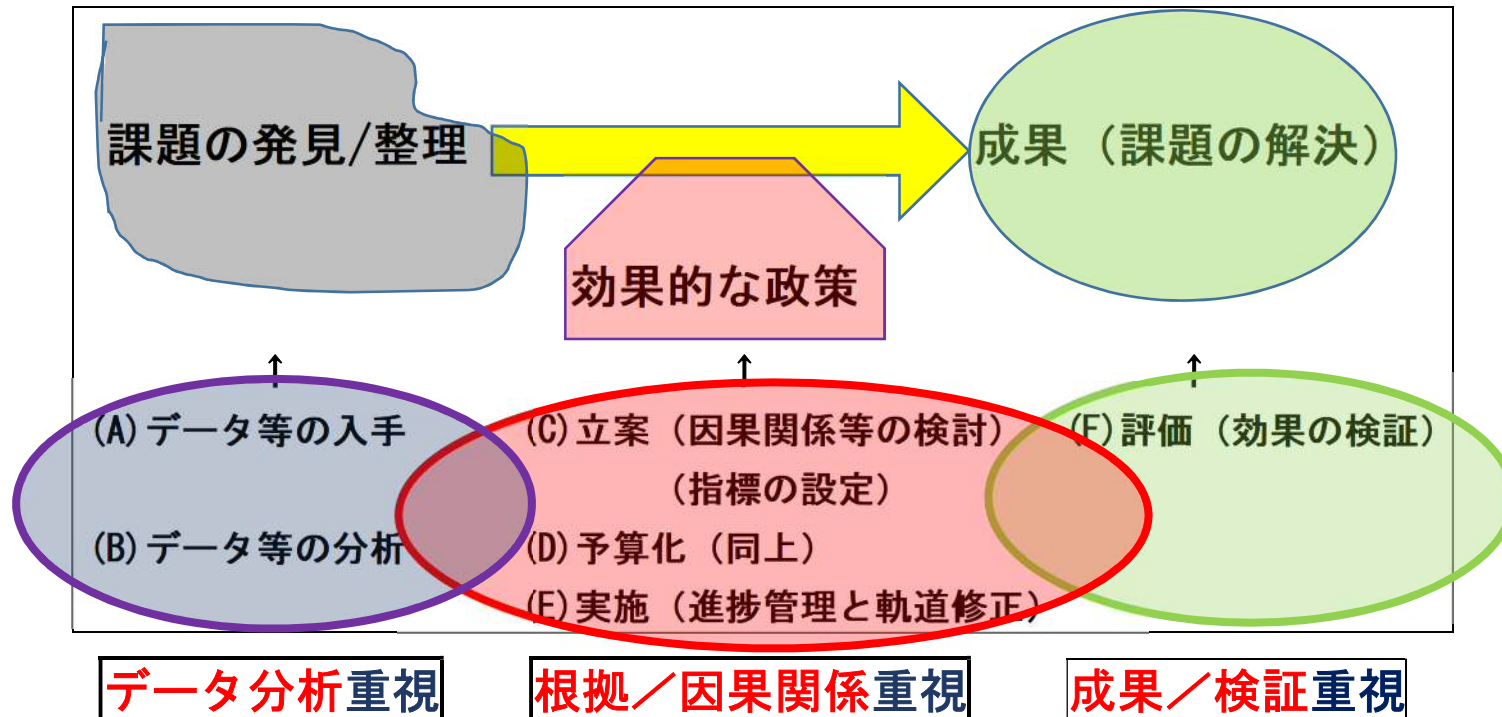 課題の発見/整理
成果（課題の解決）
効果的な政策
↑ ↑ ↑
(A)データ等の入手
(B)データ等の分析
(C)立案（因果関係等の検討）
（指標の設定）
(D)予算化（同上）
(E)実施（進捗管理と軌道修正）
(F)評価（効果の検証）
データ分析重視
根拠／因果関係重視
成果／検証重視